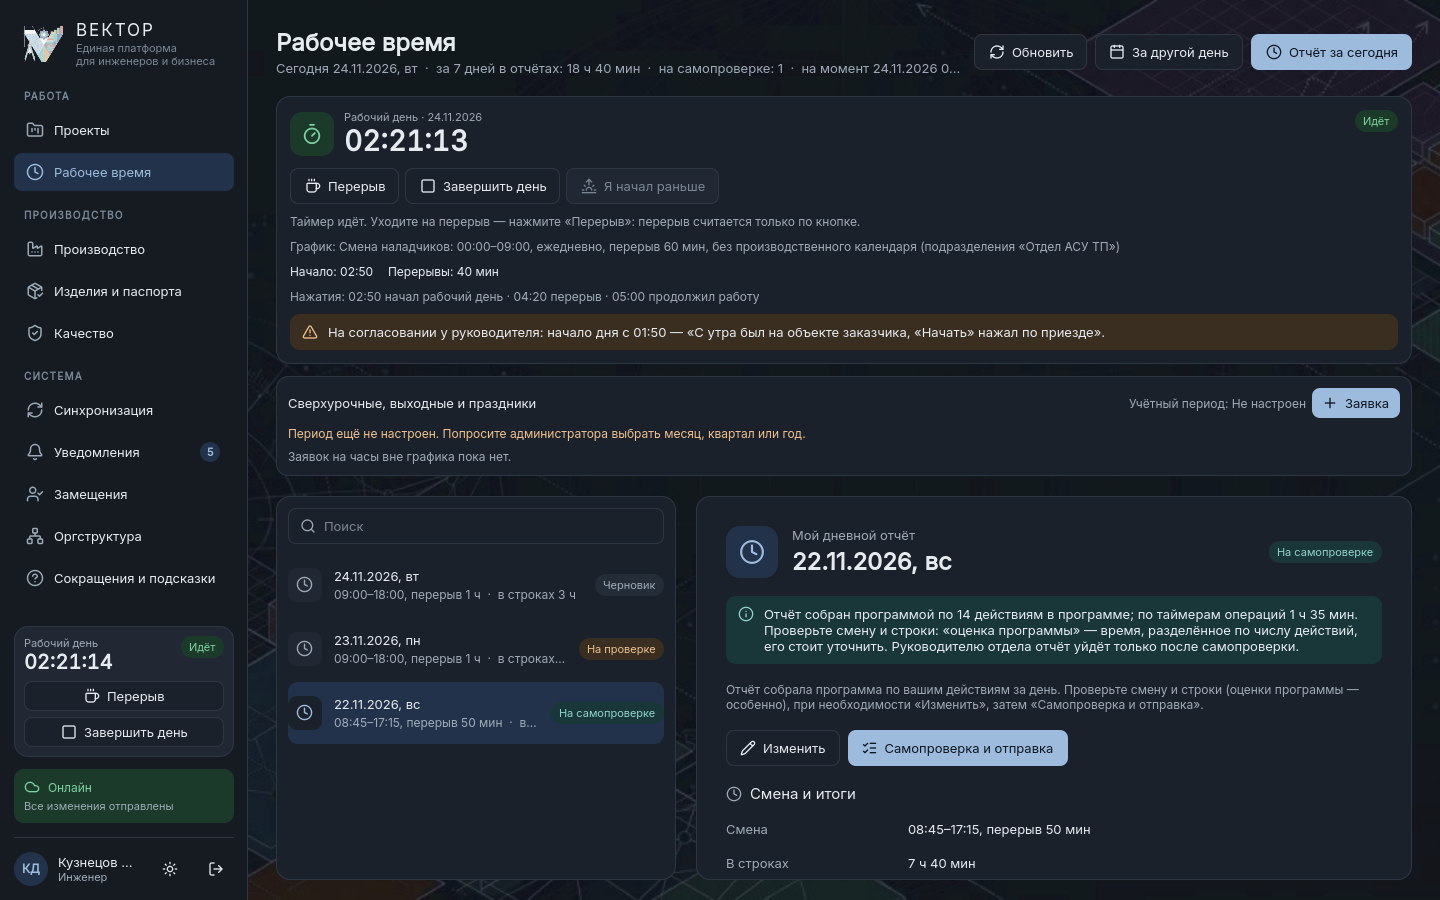 ВЕКТОР
Единая платформа
для инженеров и бизнеса
РАБОТА
Проекты
Рабочее время
ПРОИЗВОДСТВО
Производство
Изделия и паспорта
Качество
СИСТЕМА
Синхронизация
Уведомления 5
Замещения
Оргструктура
Сокращения и подсказки
Рабочий день Идёт
02:21:14
Перерыв
Завершить день
Онлайн
Все изменения отправлены
КД Кузнецов ...
Инженер
Рабочее время
Сегодня 24.11.2026, вт · за 7 дней в отчётах: 18 ч 40 мин · на самопроверке: 1 · на момент 24.11.2026 0...
Обновить За другой день Отчёт за сегодня
Рабочий день · 24.11.2026 Идёт
02:21:13
Перерыв Завершить день Я начал раньше
Таймер идёт. Уходите на перерыв — нажмите «Перерыв»: перерыв считается только по кнопке.
График: Смена наладчиков: 00:00–09:00, ежедневно, перерыв 60 мин, без производственного календаря (подразделения «Отдел АСУ ТП»)
Начало: 02:50 Перерывы: 40 мин
Нажатия: 02:50 начал рабочий день · 04:20 перерыв · 05:00 продолжил работу
На согласовании у руководителя: начало дня с 01:50 — «С утра был на объекте заказчика, «Начать» нажал по приезде».
Сверхурочные, выходные и праздники Учётный период: Не настроен Заявка
Период ещё не настроен. Попросите администратора выбрать месяц, квартал или год.
Заявок на часы вне графика пока нет.
Поиск
24.11.2026, вт Черновик
09:00–18:00, перерыв 1 ч · в строках 3 ч
23.11.2026, пн На проверке
09:00–18:00, перерыв 1 ч · в строках...
22.11.2026, вс На самопроверке
08:45–17:15, перерыв 50 мин · в...
Мой дневной отчёт
22.11.2026, вс На самопроверке
Отчёт собран программой по 14 действиям в программе; по таймерам операций 1 ч 35 мин.
Проверьте смену и строки: «оценка программы» — время, разделённое по числу действий,
его стоит уточнить. Руководителю отдела отчёт уйдёт только после самопроверки.
Отчёт собрала программа по вашим действиям за день. Проверьте смену и строки (оценки программы —
особенно), при необходимости «Изменить», затем «Самопроверка и отправка».
Изменить Самопроверка и отправка
Смена и итоги
Смена 08:45–17:15, перерыв 50 мин
В строках 7 ч 40 мин